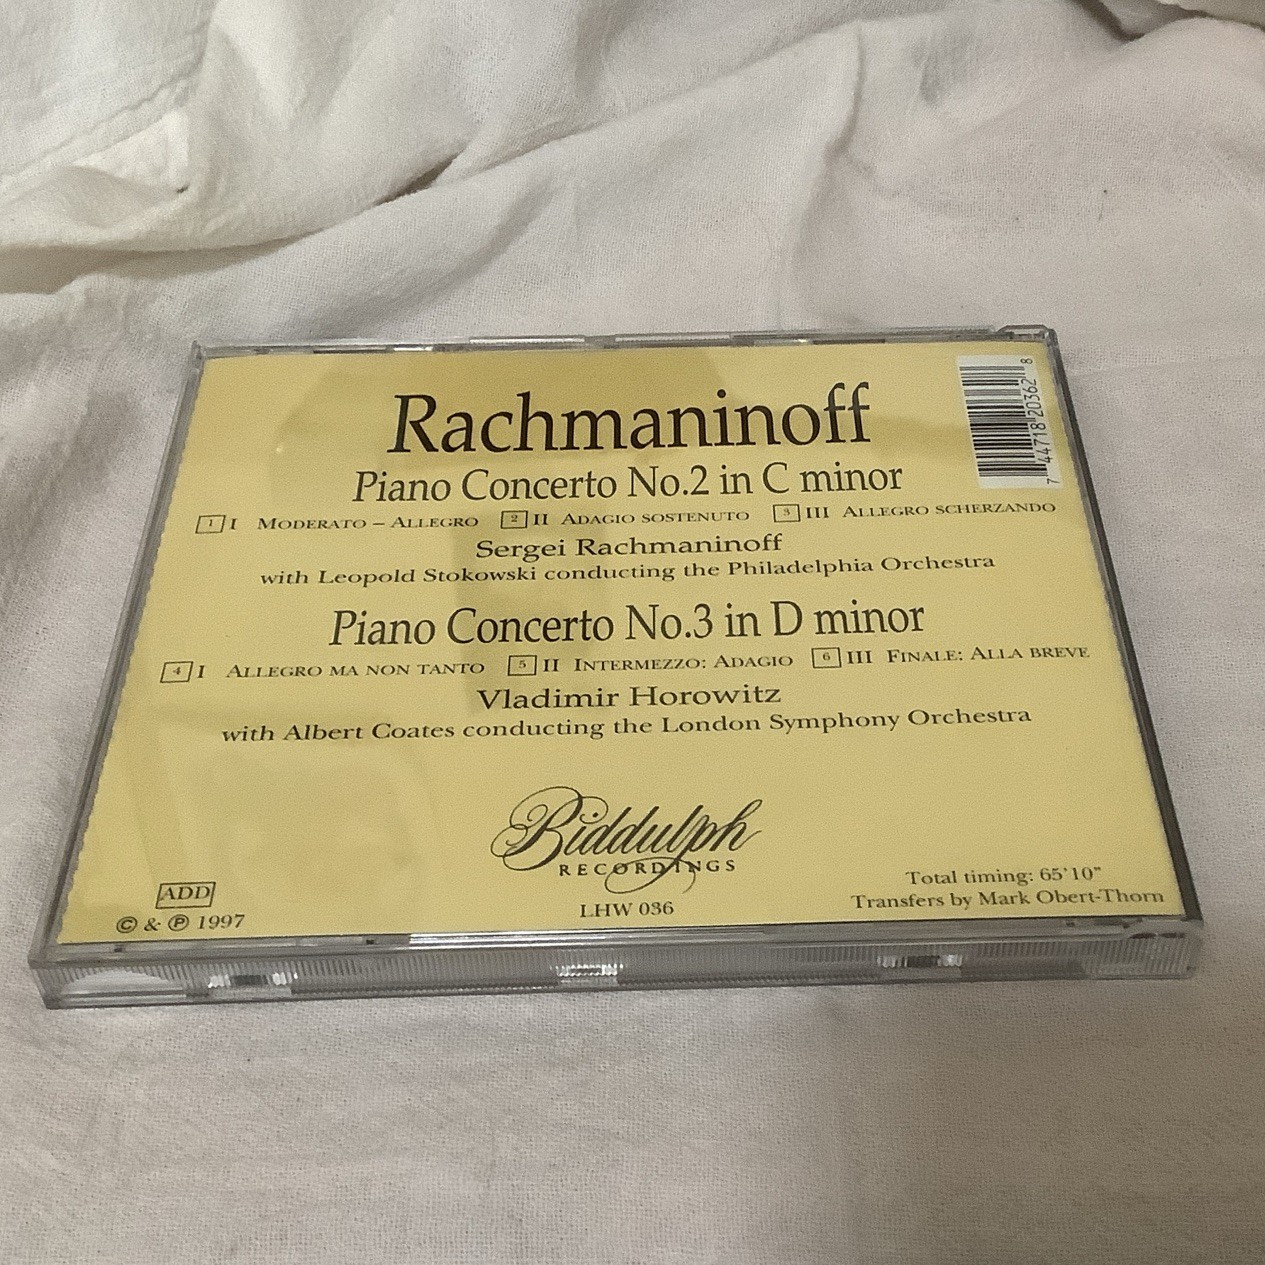 Rachmaninoff
Piano Concerto No.2 in C minor
1 I MODERATO – ALLEGRO 2 II ADAGIO SOSTENUTO 3 III ALLEGRO SCHERZANDO
Sergei Rachmaninoff
with Leopold Stokowski conducting the Philadelphia Orchestra
Piano Concerto No.3 in D minor
4 I ALLEGRO MA NON TANTO 5 II INTERMEZZO: ADAGIO 6 III FINALE: ALLA BREVE
Vladimir Horowitz
with Albert Coates conducting the London Symphony Orchestra
Biddulph
RECORDINGS
LHW 036
ADD
© & ℗ 1997
Total timing: 65'10"
Transfers by Mark Obert-Thorn
7 44718 20362 8